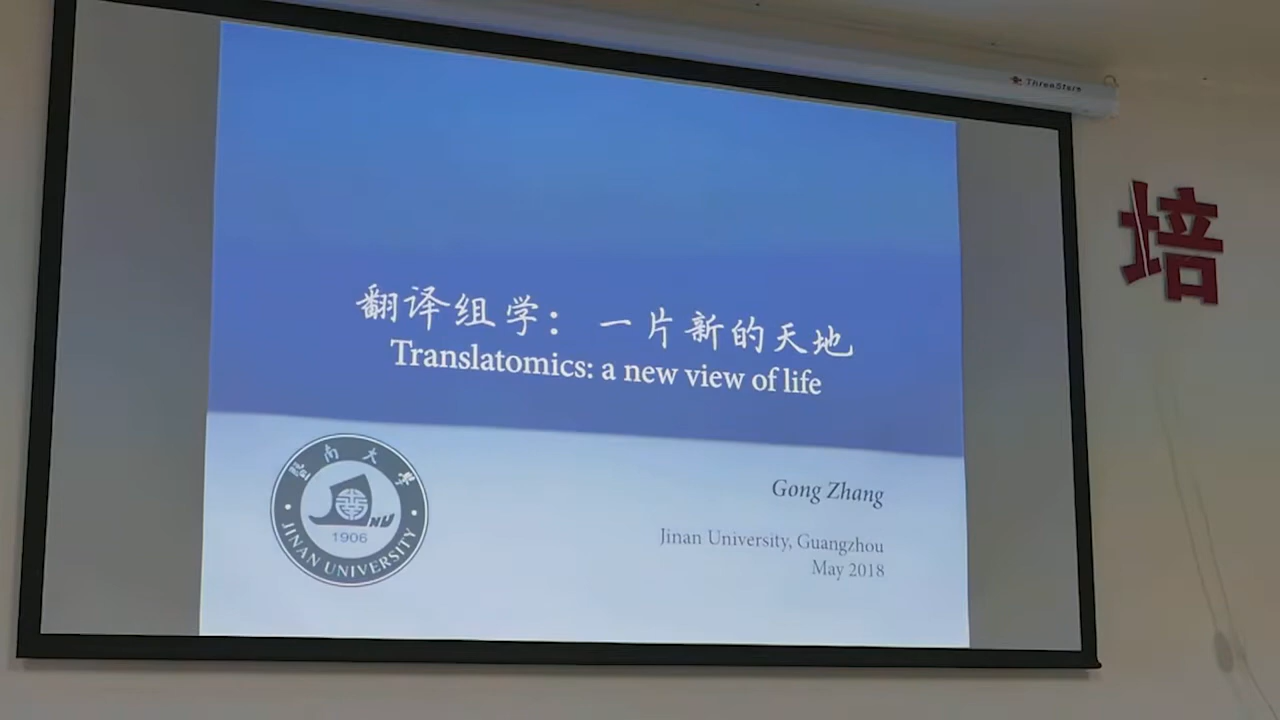 ThreeStars
培
翻译组学：一片新的天地
Translatomics: a new view of life
暨南大學
1906
JINAN UNIVERSITY
Gong Zhang
Jinan University, Guangzhou
May 2018